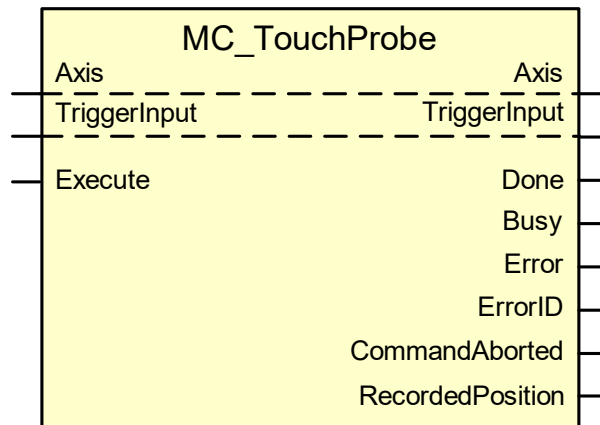 MC_TouchProbe
Axis Axis
TriggerInput TriggerInput
Execute Done
Busy
Error
ErrorID
CommandAborted
RecordedPosition